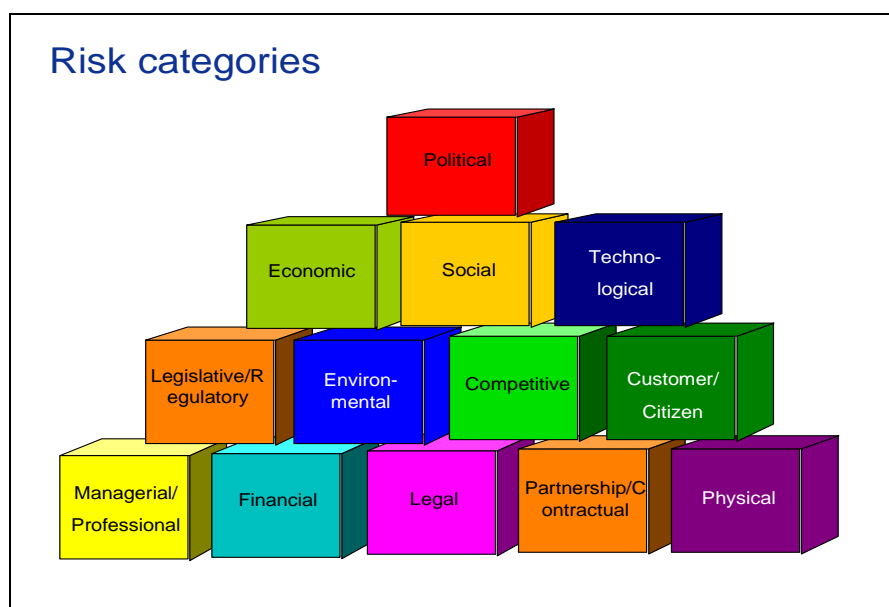 Risk categories
Political
Economic
Social
Techno-
logical
Legislative/R
egulatory
Environ-
mental
Competitive
Customer/
Citizen
Managerial/
Professional
Financial
Legal
Partnership/C
ontractual
Physical